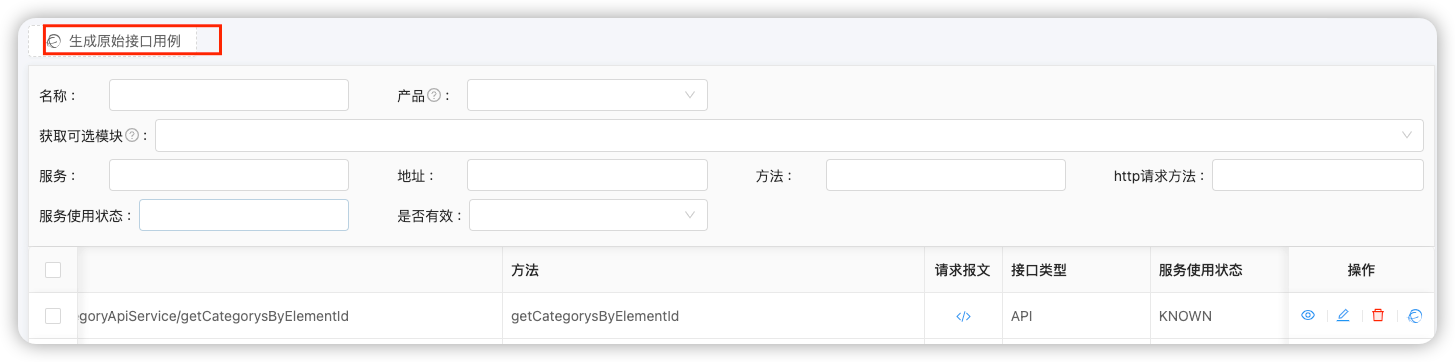 生成原始接口用例
名称：
产品?：
获取可选模块?：
服务：
地址：
方法：
http请求方法：
服务使用状态：
是否有效：
方法 请求报文 接口类型 服务使用状态 操作
goryApiService/getCategorysByElementId getCategorysByElementId </> API KNOWN